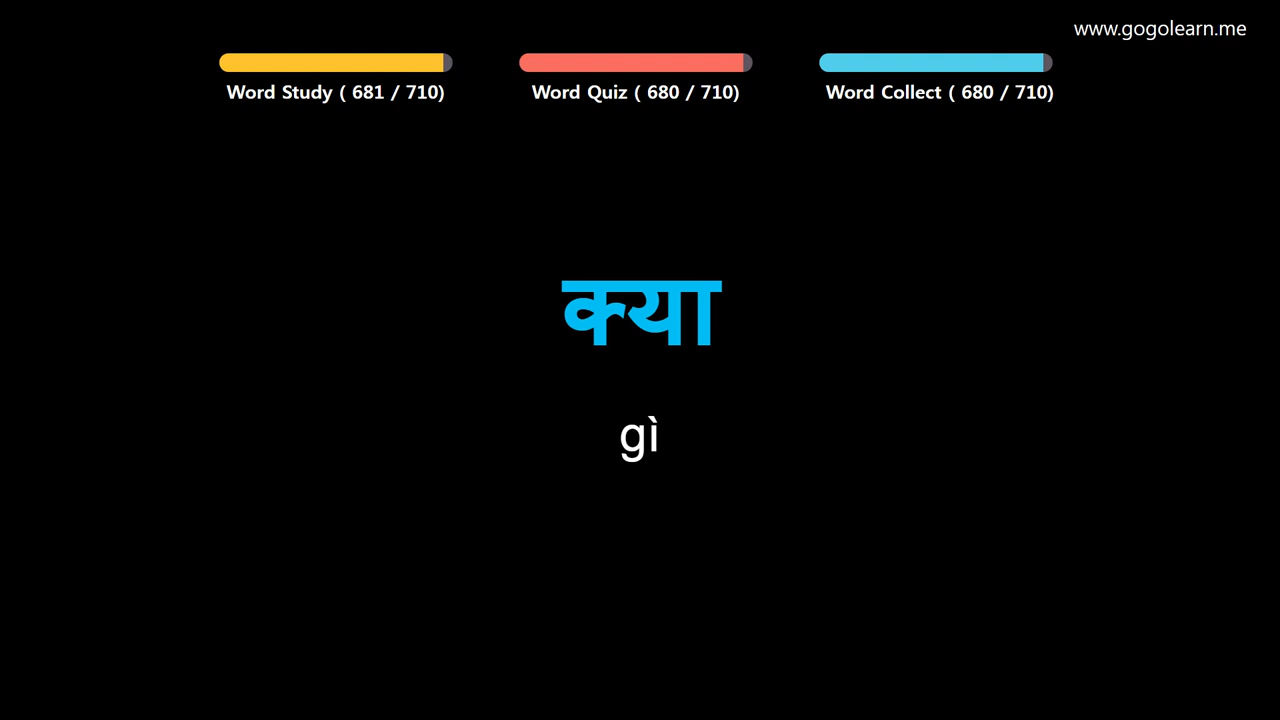 www.gogolearn.me
Word Study ( 681 / 710)
Word Quiz ( 680 / 710)
Word Collect ( 680 / 710)
क्या
gì